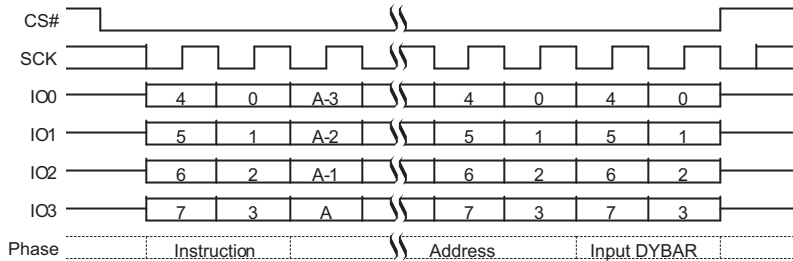 CS#
SCK
IO0 4 0 A-3 4 0 4 0
IO1 5 1 A-2 5 1 5 1
IO2 6 2 A-1 6 2 6 2
IO3 7 3 A 7 3 7 3
Phase Instruction Address Input DYBAR